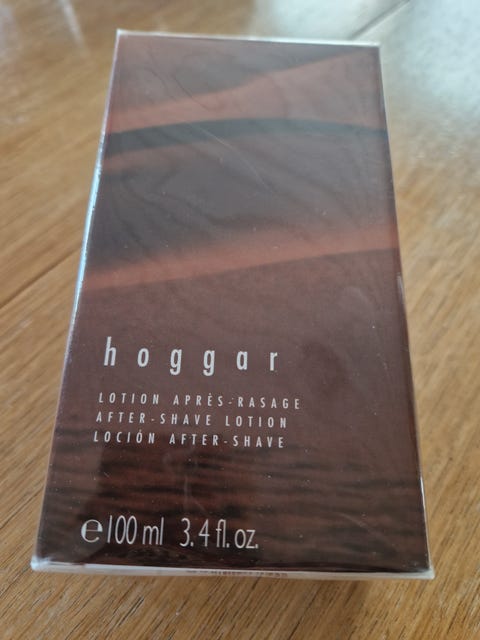 hoggar
LOTION APRÈS-RASAGE
AFTER-SHAVE LOTION
LOCIÓN AFTER-SHAVE
℮100 ml 3.4 fl. oz.